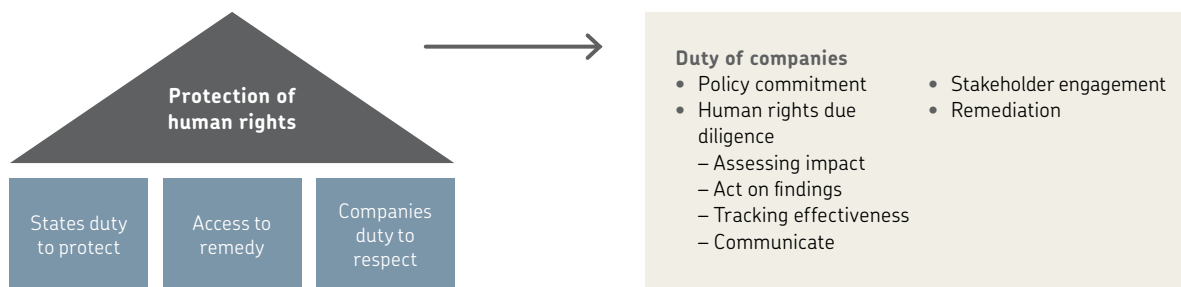 Protection of
human rights
States duty
to protect
Access to
remedy
Companies
duty to
respect
Duty of companies
• Policy commitment
• Human rights due
diligence
– Assessing impact
– Act on findings
– Tracking effectiveness
– Communicate
• Stakeholder engagement
• Remediation